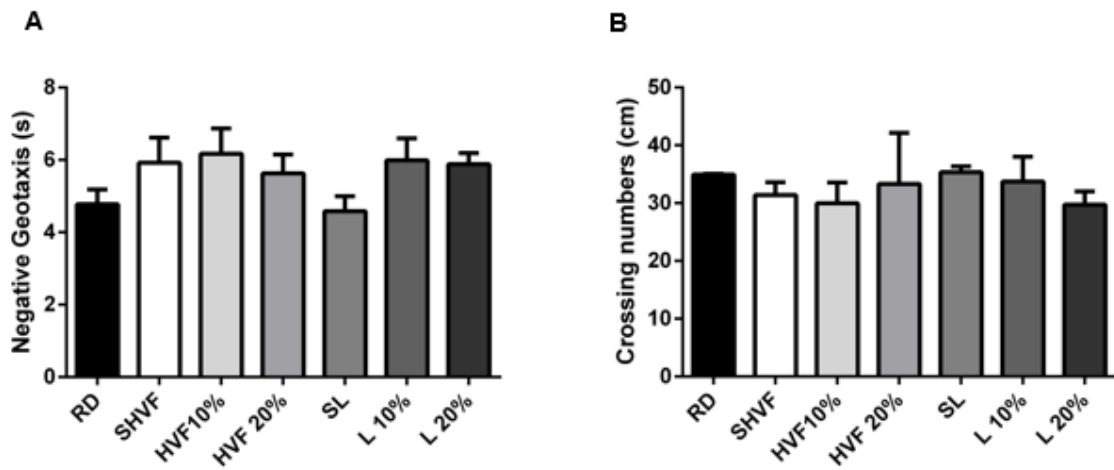 A
Negative Geotaxis (s)
8
6
4
2
0
RD
SHVF
HVF10%
HVF 20%
SL
L 10%
L 20%
B
Crossing numbers (cm)
50
40
30
20
10
0
RD
SHVF
HVF10%
HVF 20%
SL
L 10%
L 20%